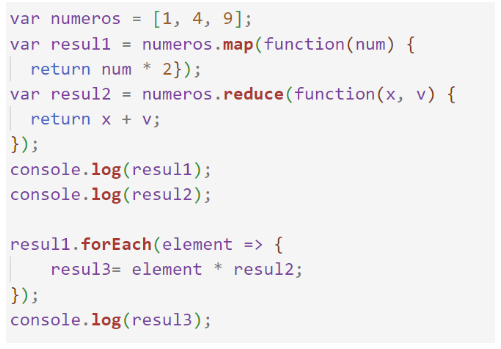 var numeros = [1, 4, 9];
var resul1 = numeros.map(function(num) {
  return num * 2});
var resul2 = numeros.reduce(function(x, v) {
  return x + v;
});
console.log(resul1);
console.log(resul2);

resul1.forEach(element => {
    resul3= element * resul2;
});
console.log(resul3);